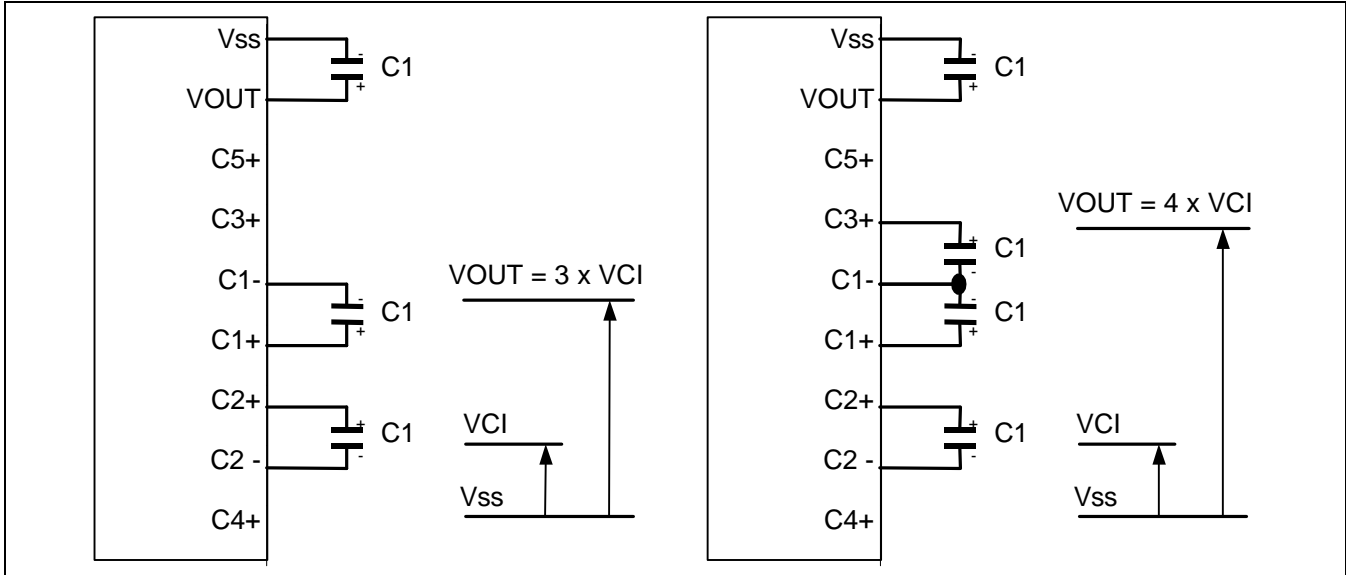 Vss
-
C1
+
VOUT
C5+
C3+
C1-
-
C1
+
C1+
C2+
+
C1
-
C2 -
C4+
VOUT = 3 x VCI
VCI
Vss
Vss
-
C1
+
VOUT
C5+
C3+
+
C1
-
C1-
-
C1
+
C1+
C2+
+
C1
-
C2 -
C4+
VOUT = 4 x VCI
VCI
Vss